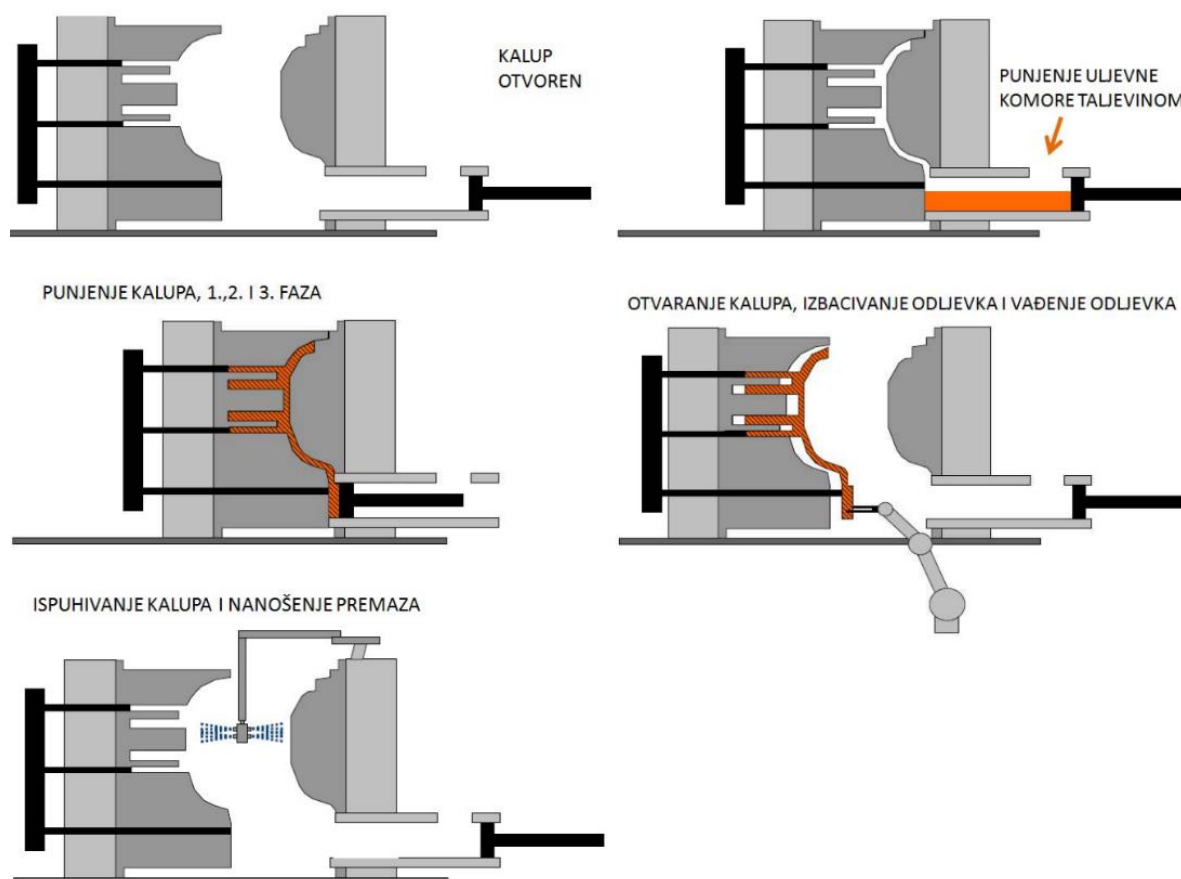 KALUP
OTVOREN
PUNJENJE ULJEVNE
KOMORE TALJEVINOM
PUNJENJE KALUPA, 1.,2. I 3. FAZA
OTVARANJE KALUPA, IZBACIVANJE ODLJEVKA I VAĐENJE ODLJEVKA
ISPUHIVANJE KALUPA I NANOŠENJE PREMAZA